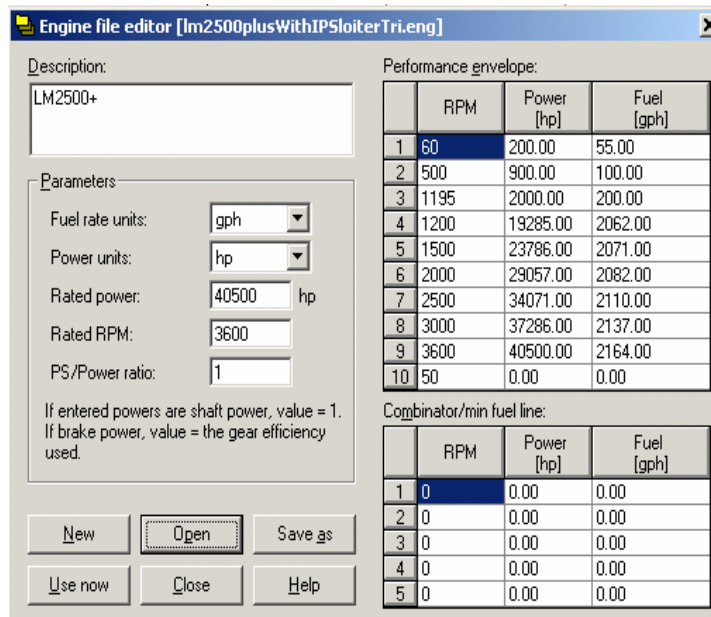 Engine file editor [lm2500plusWithIPSloiterTri.eng]
Description:
LM2500+
Parameters
Fuel rate units: gph
Power units: hp
Rated power: 40500 hp
Rated RPM: 3600
PS/Power ratio: 1
If entered powers are shaft power, value = 1.
If brake power, value = the gear efficiency
used.
New Open Save as
Use now Close Help
Performance envelope:
RPM Power [hp] Fuel [gph]
1 60 200.00 55.00
2 500 900.00 100.00
3 1195 2000.00 200.00
4 1200 19285.00 2062.00
5 1500 23786.00 2071.00
6 2000 29057.00 2082.00
7 2500 34071.00 2110.00
8 3000 37286.00 2137.00
9 3600 40500.00 2164.00
10 50 0.00 0.00
Combinator/min fuel line:
RPM Power [hp] Fuel [gph]
1 0 0.00 0.00
2 0 0.00 0.00
3 0 0.00 0.00
4 0 0.00 0.00
5 0 0.00 0.00